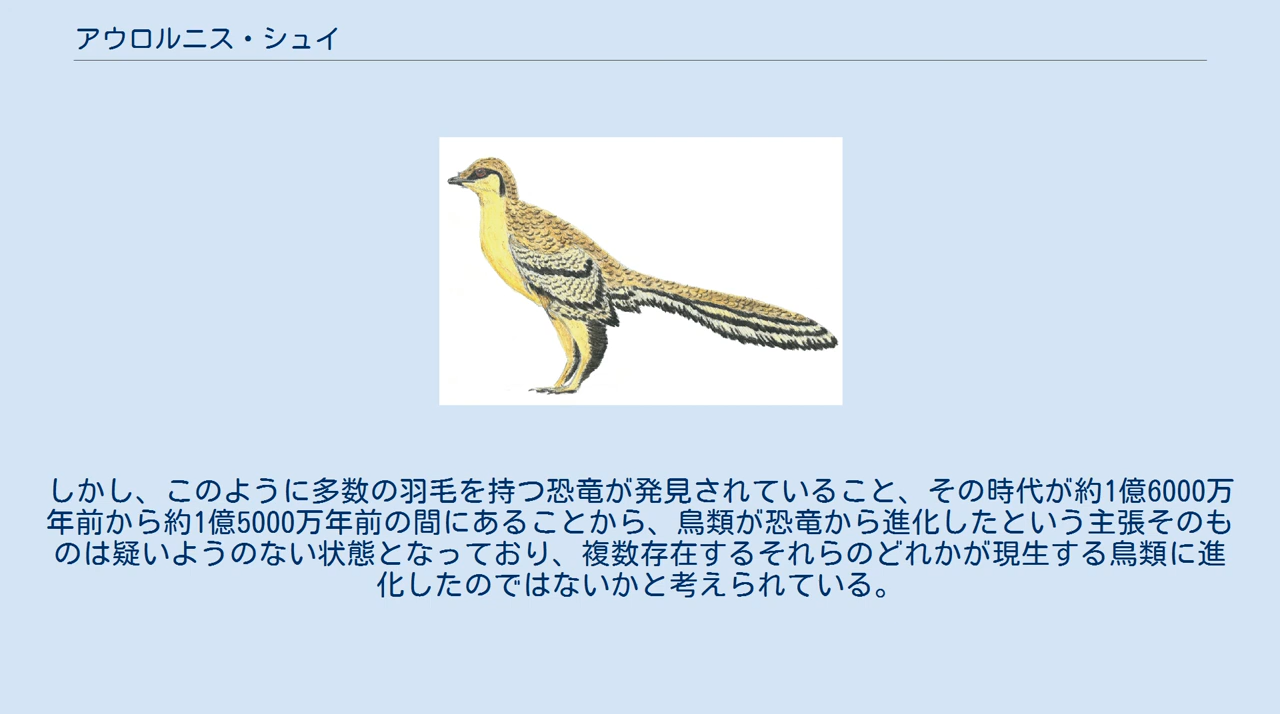 アウロルニス・シュイ
しかし、このように多数の羽毛を持つ恐竜が発見されていること、その時代が約1億6000万
年前から約1億5000万年前の間にあることから、鳥類が恐竜から進化したという主張そのも
のは疑いようのない状態となっており、複数存在するそれらのどれかが現生する鳥類に進
化したのではないかと考えられている。